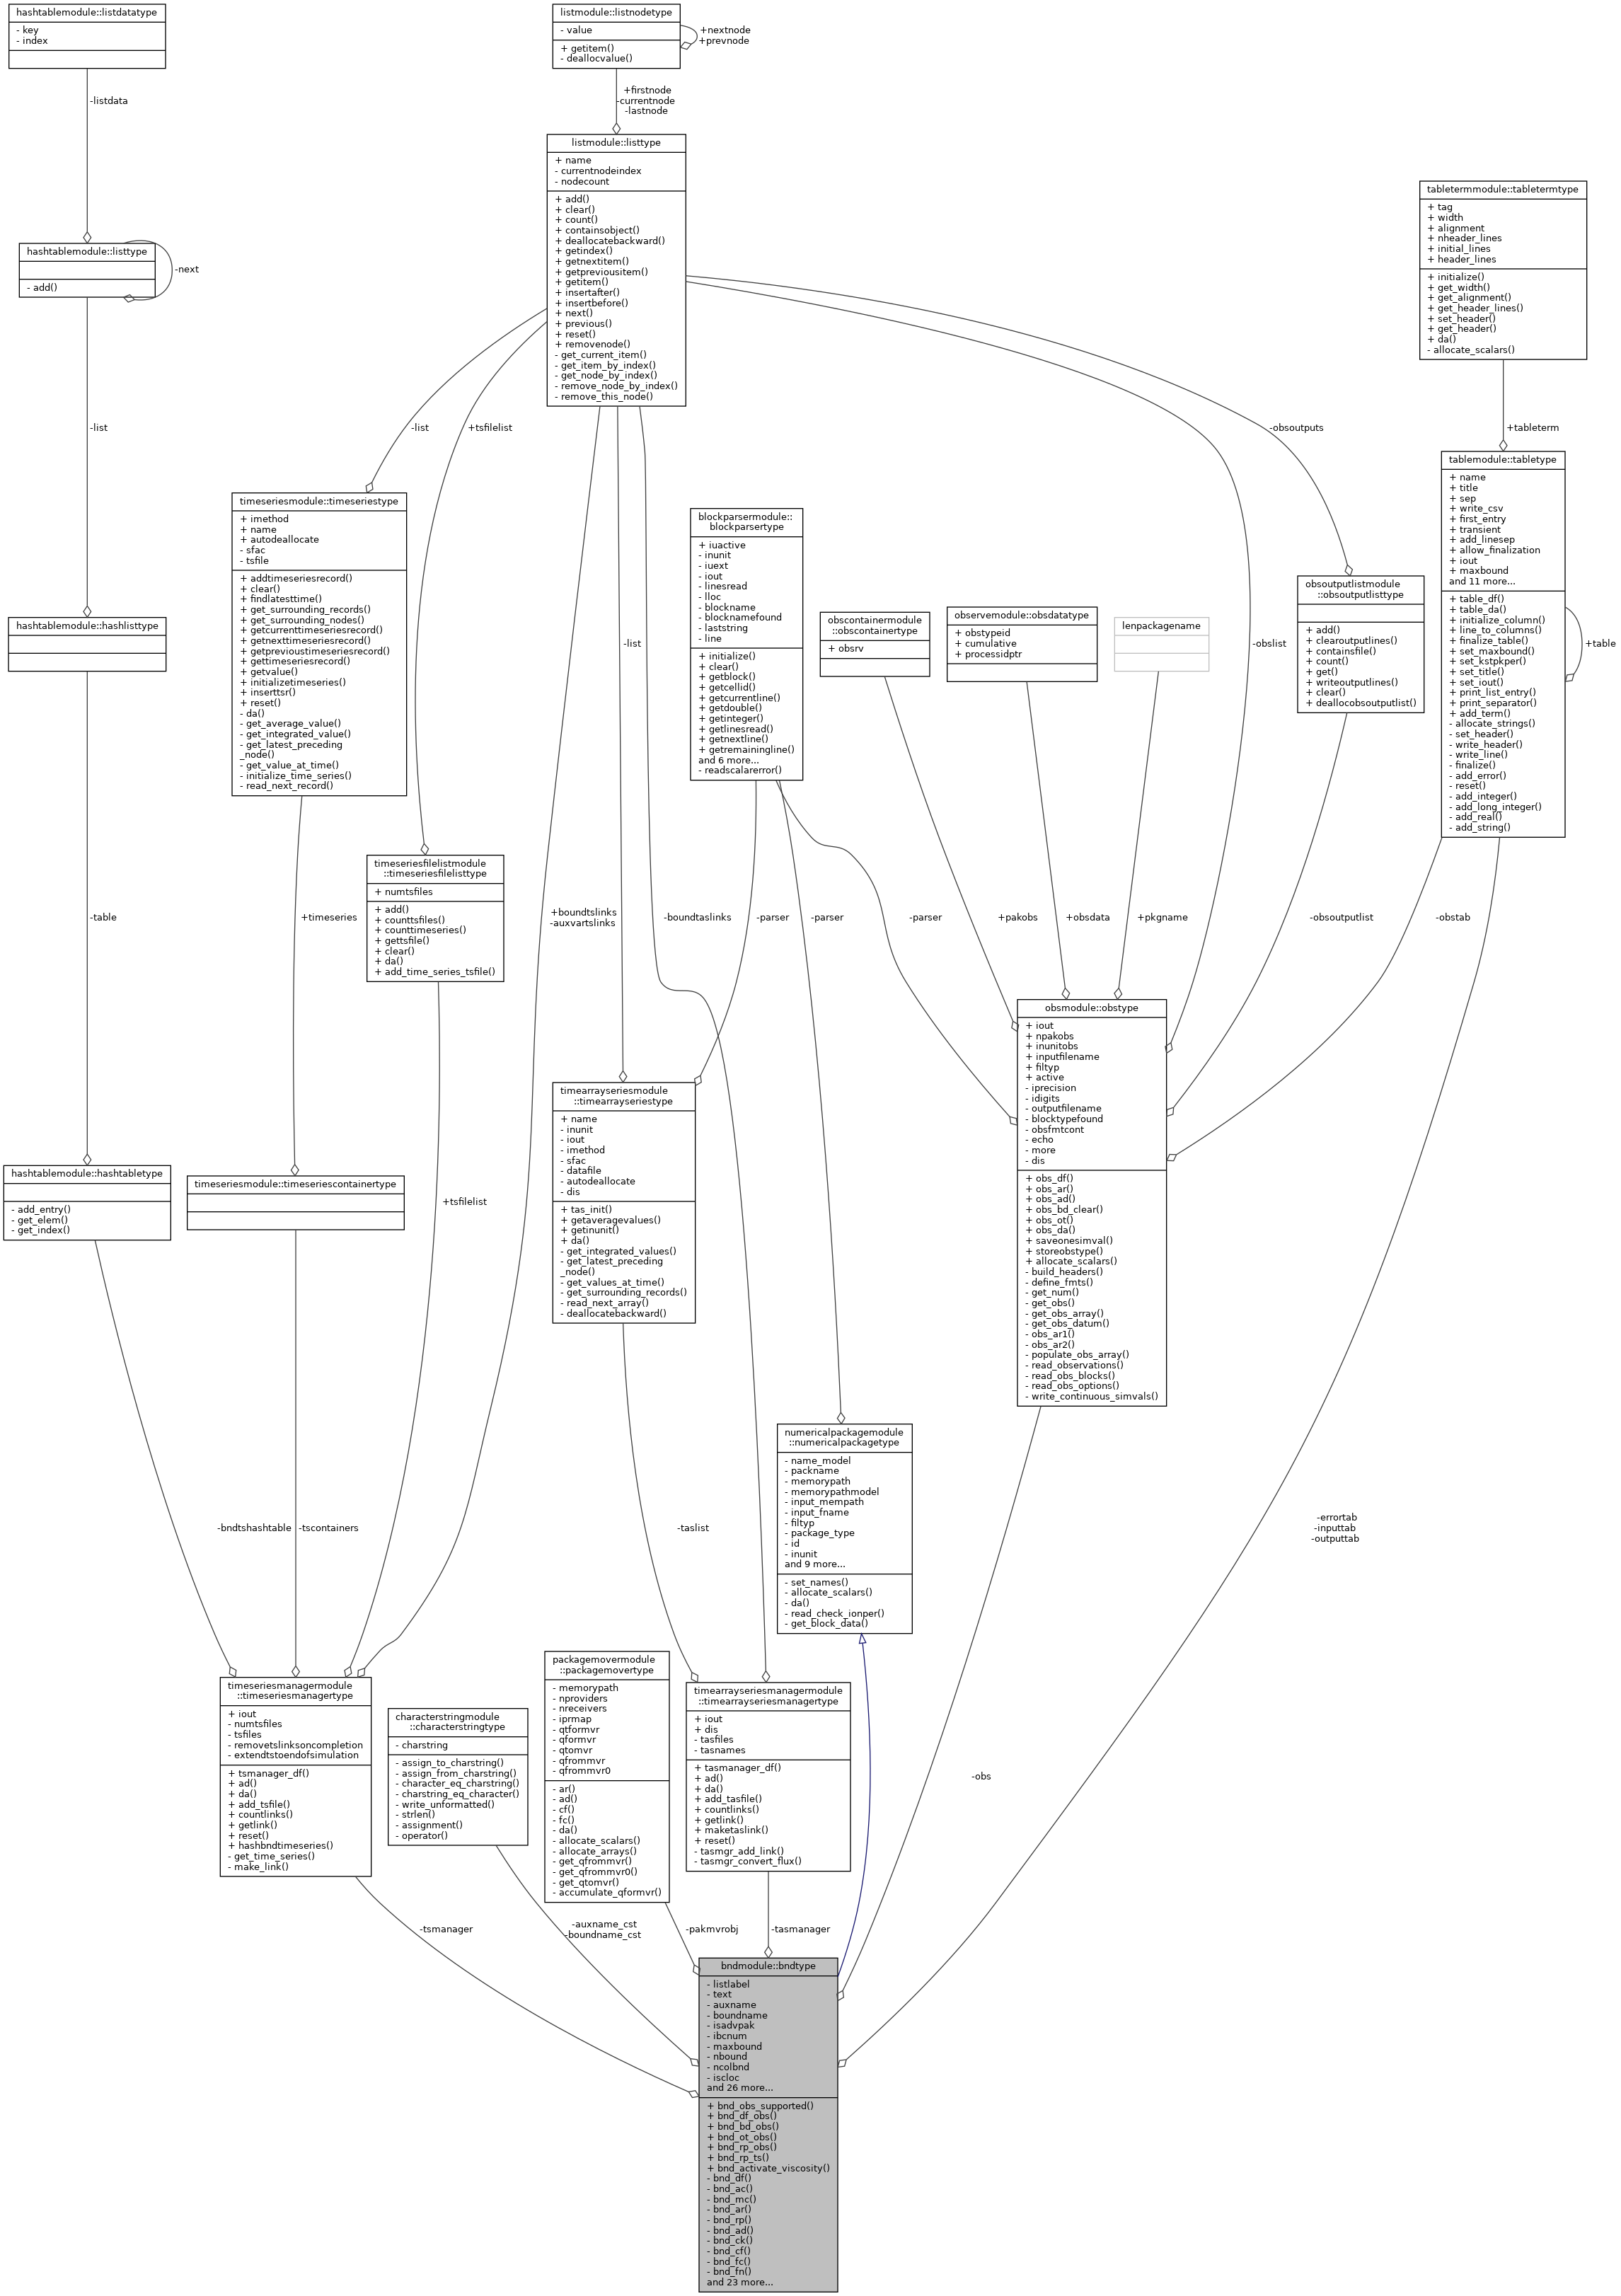 hashtablemodule::listdatatype
- key
- index
-listdata
hashtablemodule::listtype
- add()
-next
-list
hashtablemodule::hashlisttype
-table
hashtablemodule::hashtabletype
- add_entry()
- get_elem()
- get_index()
-bndtshashtable
listmodule::listnodetype
- value
+ getitem()
- deallocvalue()
+nextnode
+prevnode
+firstnode
-currentnode
-lastnode
listmodule::listtype
+ name
- currentnodeindex
- nodecount
+ add()
+ clear()
+ count()
+ containsobject()
+ deallocatebackward()
+ getindex()
+ getnextitem()
+ getpreviousitem()
+ getitem()
+ insertafter()
+ insertbefore()
+ next()
+ previous()
+ reset()
+ removenode()
- get_current_item()
- get_item_by_index()
- get_node_by_index()
- remove_node_by_index()
- remove_this_node()
-list
+tsfilelist
-list
-obslist
-obsoutputs
tabletermmodule::tabletermtype
+ tag
+ width
+ alignment
+ nheader_lines
+ initial_lines
+ header_lines
+ initialize()
+ get_width()
+ get_alignment()
+ get_header_lines()
+ set_header()
+ get_header()
+ da()
- allocate_scalars()
+tableterm
tablemodule::tabletype
+ name
+ title
+ sep
+ write_csv
+ first_entry
+ transient
+ add_linesep
+ allow_finalization
+ iout
+ maxbound
and 11 more...
+ table_df()
+ table_da()
+ initialize_column()
+ line_to_columns()
+ finalize_table()
+ set_maxbound()
+ set_kstpkper()
+ set_title()
+ set_iout()
+ print_list_entry()
+ print_separator()
+ add_term()
- allocate_strings()
- set_header()
- write_header()
- write_line()
- finalize()
- add_error()
- reset()
- add_integer()
- add_long_integer()
- add_real()
- add_string()
+table
timeseriesmodule::timeseriestype
+ imethod
+ name
+ autodeallocate
- sfac
- tsfile
+ addtimeseriesrecord()
+ clear()
+ findlatesttime()
+ get_surrounding_records()
+ get_surrounding_nodes()
+ getcurrenttimeseriesrecord()
+ getnexttimeseriesrecord()
+ getprevioustimeseriesrecord()
+ gettimeseriesrecord()
+ getvalue()
+ initializetimeseries()
+ inserttsr()
+ reset()
- da()
- get_average_value()
- get_integrated_value()
- get_latest_preceding
_node()
- get_value_at_time()
- initialize_time_series()
- read_next_record()
+timeseries
timeseriesfilelistmodule
::timeseriesfilelisttype
+ numtsfiles
+ add()
+ counttsfiles()
+ counttimeseries()
+ gettsfile()
+ clear()
+ da()
+ add_time_series_tsfile()
+tsfilelist
+boundtslinks
-auxvartslinks
-boundtaslinks
blockparsermodule::
blockparsertype
+ iuactive
- inunit
- iuext
- iout
- linesread
- lloc
- blockname
- blocknamefound
- laststring
- line
+ initialize()
+ clear()
+ getblock()
+ getcellid()
+ getcurrentline()
+ getdouble()
+ getinteger()
+ getlinesread()
+ getnextline()
+ getremainingline()
and 6 more...
- readscalarerror()
-parser
-parser
-parser
obscontainermodule
::obscontainertype
+ obsrv
+pakobs
observemodule::obsdatatype
+ obstypeid
+ cumulative
+ processidptr
+obsdata
lenpackagename
+pkgname
obsoutputlistmodule
::obsoutputlisttype
+ add()
+ clearoutputlines()
+ containsfile()
+ count()
+ get()
+ writeoutputlines()
+ clear()
+ deallocobsoutputlist()
-obsoutputlist
-obstab
obsmodule::obstype
+ iout
+ npakobs
+ inunitobs
+ inputfilename
+ filtyp
+ active
- iprecision
- idigits
- outputfilename
- blocktypefound
- obsfmtcont
- echo
- more
- dis
+ obs_df()
+ obs_ar()
+ obs_ad()
+ obs_bd_clear()
+ obs_ot()
+ obs_da()
+ saveonesimval()
+ storeobstype()
+ allocate_scalars()
- build_headers()
- define_fmts()
- get_num()
- get_obs()
- get_obs_array()
- get_obs_datum()
- obs_ar1()
- obs_ar2()
- populate_obs_array()
- read_observations()
- read_obs_blocks()
- read_obs_options()
- write_continuous_simvals()
-obs
-errortab
-inputtab
-outputtab
timeseriesmodule::timeseriescontainertype
-tscontainers
timearrayseriesmodule
::timearrayseriestype
+ name
- inunit
- iout
- imethod
- sfac
- datafile
- autodeallocate
- dis
+ tas_init()
+ getaveragevalues()
+ getinunit()
+ da()
- get_integrated_values()
- get_latest_preceding
_node()
- get_values_at_time()
- get_surrounding_records()
- read_next_array()
- deallocatebackward()
-taslist
numericalpackagemodule
::numericalpackagetype
- name_model
- packname
- memorypath
- memorypathmodel
- input_mempath
- input_fname
- filtyp
- package_type
- id
- inunit
and 9 more...
- set_names()
- allocate_scalars()
- da()
- read_check_ionper()
- get_block_data()
timeseriesmanagermodule
::timeseriesmanagertype
+ iout
- numtsfiles
- tsfiles
- removetslinksoncompletion
- extendtstoendofsimulation
+ tsmanager_df()
+ ad()
+ da()
+ add_tsfile()
+ countlinks()
+ getlink()
+ reset()
+ hashbndtimeseries()
- get_time_series()
- make_link()
-tsmanager
characterstringmodule
::characterstringtype
- charstring
- assign_to_charstring()
- assign_from_charstring()
- character_eq_charstring()
- charstring_eq_character()
- write_unformatted()
- strlen()
- assignment()
- operator()
-auxname_cst
-boundname_cst
packagemovermodule
::packagemovertype
- memorypath
- nproviders
- nreceivers
- iprmap
- qtformvr
- qformvr
- qtomvr
- qfrommvr
- qfrommvr0
- ar()
- ad()
- cf()
- fc()
- da()
- allocate_scalars()
- allocate_arrays()
- get_qfrommvr()
- get_qfrommvr0()
- get_qtomvr()
- accumulate_qformvr()
-pakmvrobj
timearrayseriesmanagermodule
::timearrayseriesmanagertype
+ iout
+ dis
- tasfiles
- tasnames
+ tasmanager_df()
+ ad()
+ da()
+ add_tasfile()
+ countlinks()
+ getlink()
+ maketaslink()
+ reset()
- tasmgr_add_link()
- tasmgr_convert_flux()
-tasmanager
bndmodule::bndtype
- listlabel
- text
- auxname
- boundname
- isadvpak
- ibcnum
- maxbound
- nbound
- ncolbnd
- iscloc
and 26 more...
+ bnd_obs_supported()
+ bnd_df_obs()
+ bnd_bd_obs()
+ bnd_ot_obs()
+ bnd_rp_obs()
+ bnd_rp_ts()
+ bnd_activate_viscosity()
- bnd_df()
- bnd_ac()
- bnd_mc()
- bnd_ar()
- bnd_rp()
- bnd_ad()
- bnd_ck()
- bnd_cf()
- bnd_fc()
- bnd_fn()
and 23 more...